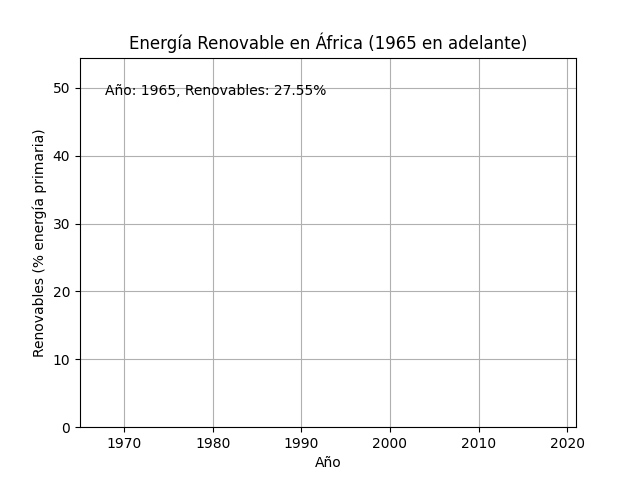 Energía Renovable en África (1965 en adelante)
Año: 1965, Renovables: 27.55%
Renovables (% energía primaria)
50
40
30
20
10
0
1970 1980 1990 2000 2010 2020
Año